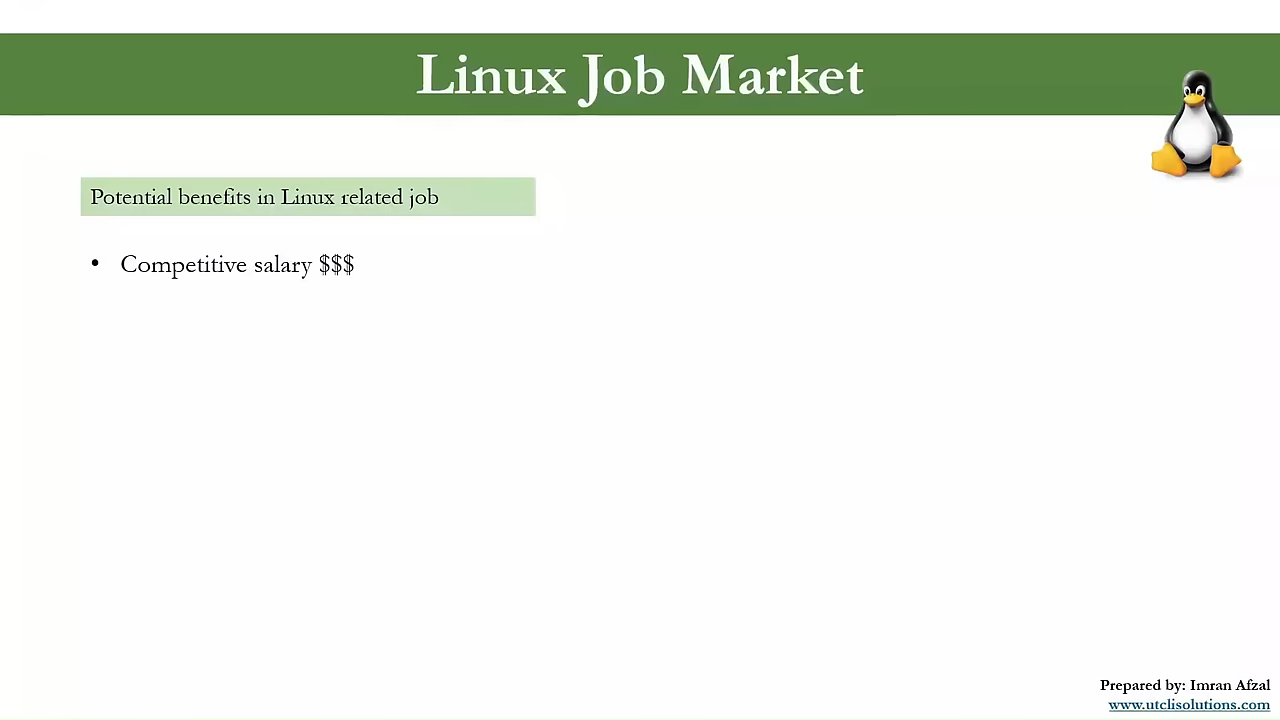 Linux Job Market
Potential benefits in Linux related job
• Competitive salary $$$
Prepared by: Imran Afzal
www.utclisolutions.com